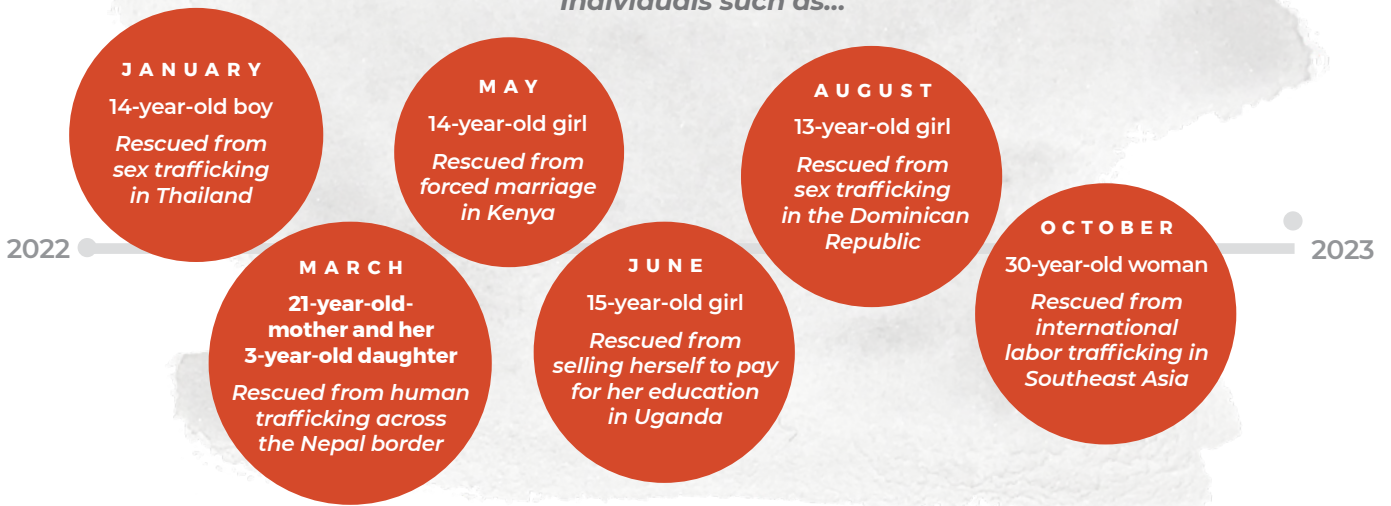 individuals such as...
JANUARY
14-year-old boy
Rescued from
sex trafficking
in Thailand
MARCH
21-year-old-
mother and her
3-year-old daughter
Rescued from human
trafficking across
the Nepal border
MAY
14-year-old girl
Rescued from
forced marriage
in Kenya
JUNE
15-year-old girl
Rescued from
selling herself to pay
for her education
in Uganda
AUGUST
13-year-old girl
Rescued from
sex trafficking
in the Dominican
Republic
OCTOBER
30-year-old woman
Rescued from
international
labor trafficking in
Southeast Asia
2022
2023